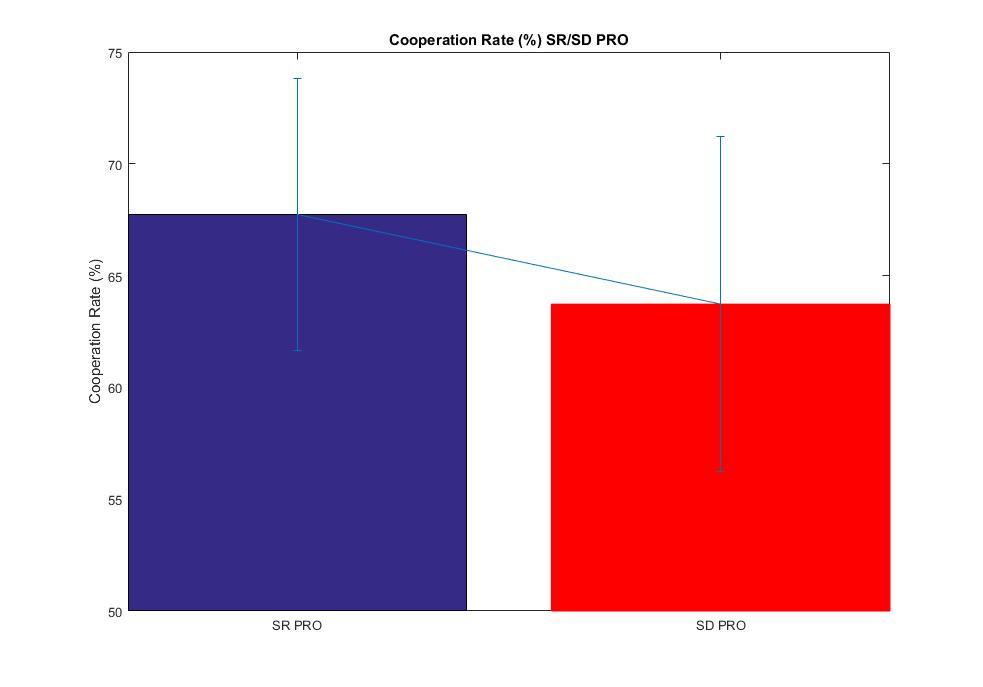 Cooperation Rate (%) SR/SD PRO
75
70
65
60
55
50
Cooperation Rate (%)
SR PRO
SD PRO